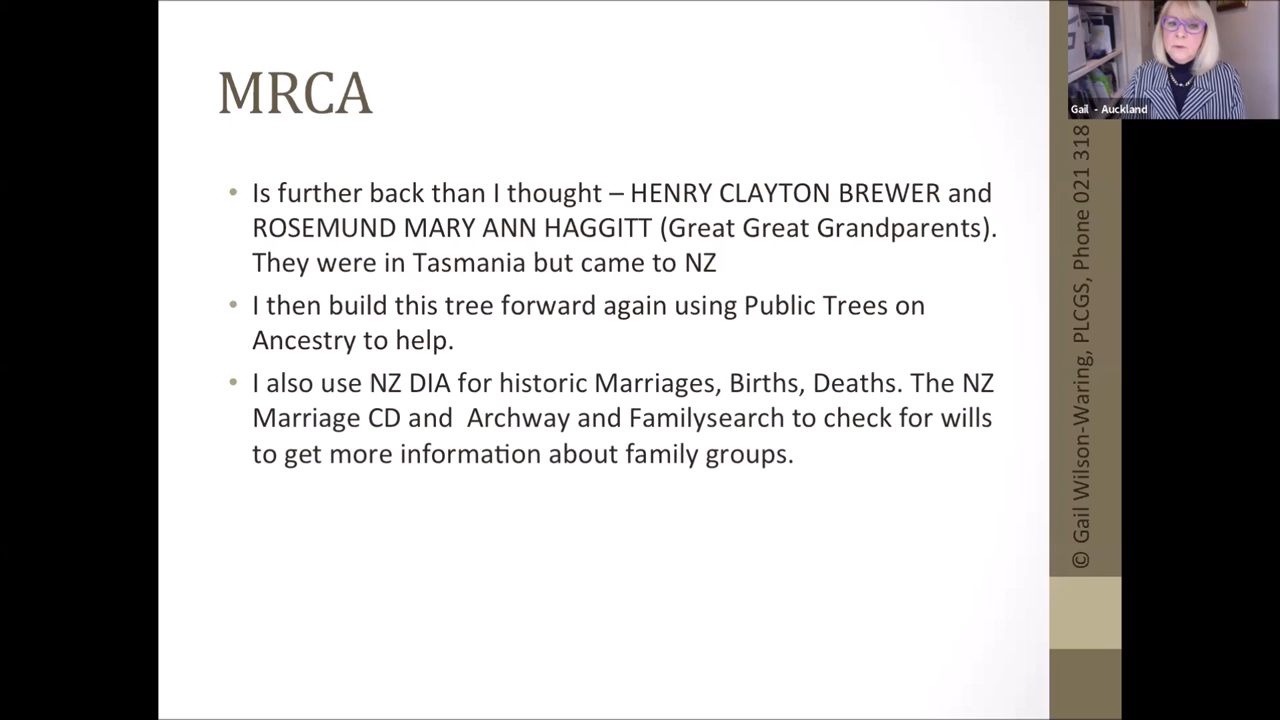 MRCA
• Is further back than I thought – HENRY CLAYTON BREWER and
ROSEMUND MARY ANN HAGGITT (Great Great Grandparents).
They were in Tasmania but came to NZ
• I then build this tree forward again using Public Trees on
Ancestry to help.
• I also use NZ DIA for historic Marriages, Births, Deaths. The NZ
Marriage CD and  Archway and Familysearch to check for wills
to get more information about family groups.
© Gail Wilson-Waring, PLCGS, Phone 021 318
Gail - Auckland